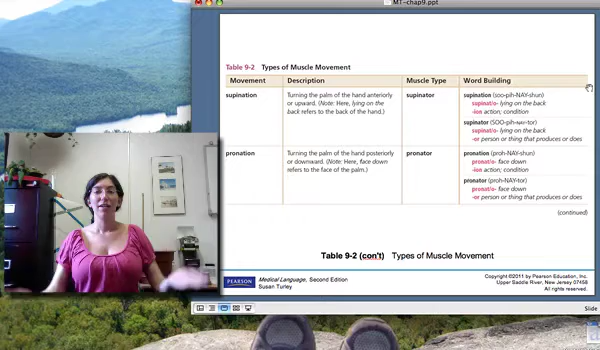 MT-chap9.ppt
Table 9-2 Types of Muscle Movement
Movement Description Muscle Type Word Building
supination Turning the palm of the hand anteriorly or upward. (Note: Here, lying on the back refers to the back of the hand.) supinator supination (soo-pih-NAY-shun)
supinat/o- lying on the back
-ion action; condition
supinator (SOO-pih-nay-tor)
supinat/o- lying on the back
-or person or thing that produces or does
pronation Turning the palm of the hand posteriorly or downward. (Note: Here, face down refers to the face of the palm.) pronator pronation (proh-NAY-shun)
pronat/o- face down
-ion action; condition
pronator (proh-NAY-tor)
pronat/o- face down
-or person or thing that produces or does
(continued)
Table 9-2 (con't) Types of Muscle Movement
PEARSON
Medical Language, Second Edition
Susan Turley
Copyright ©2011 by Pearson Education, Inc.
Upper Saddle River, New Jersey 07458
All rights reserved.
Slide